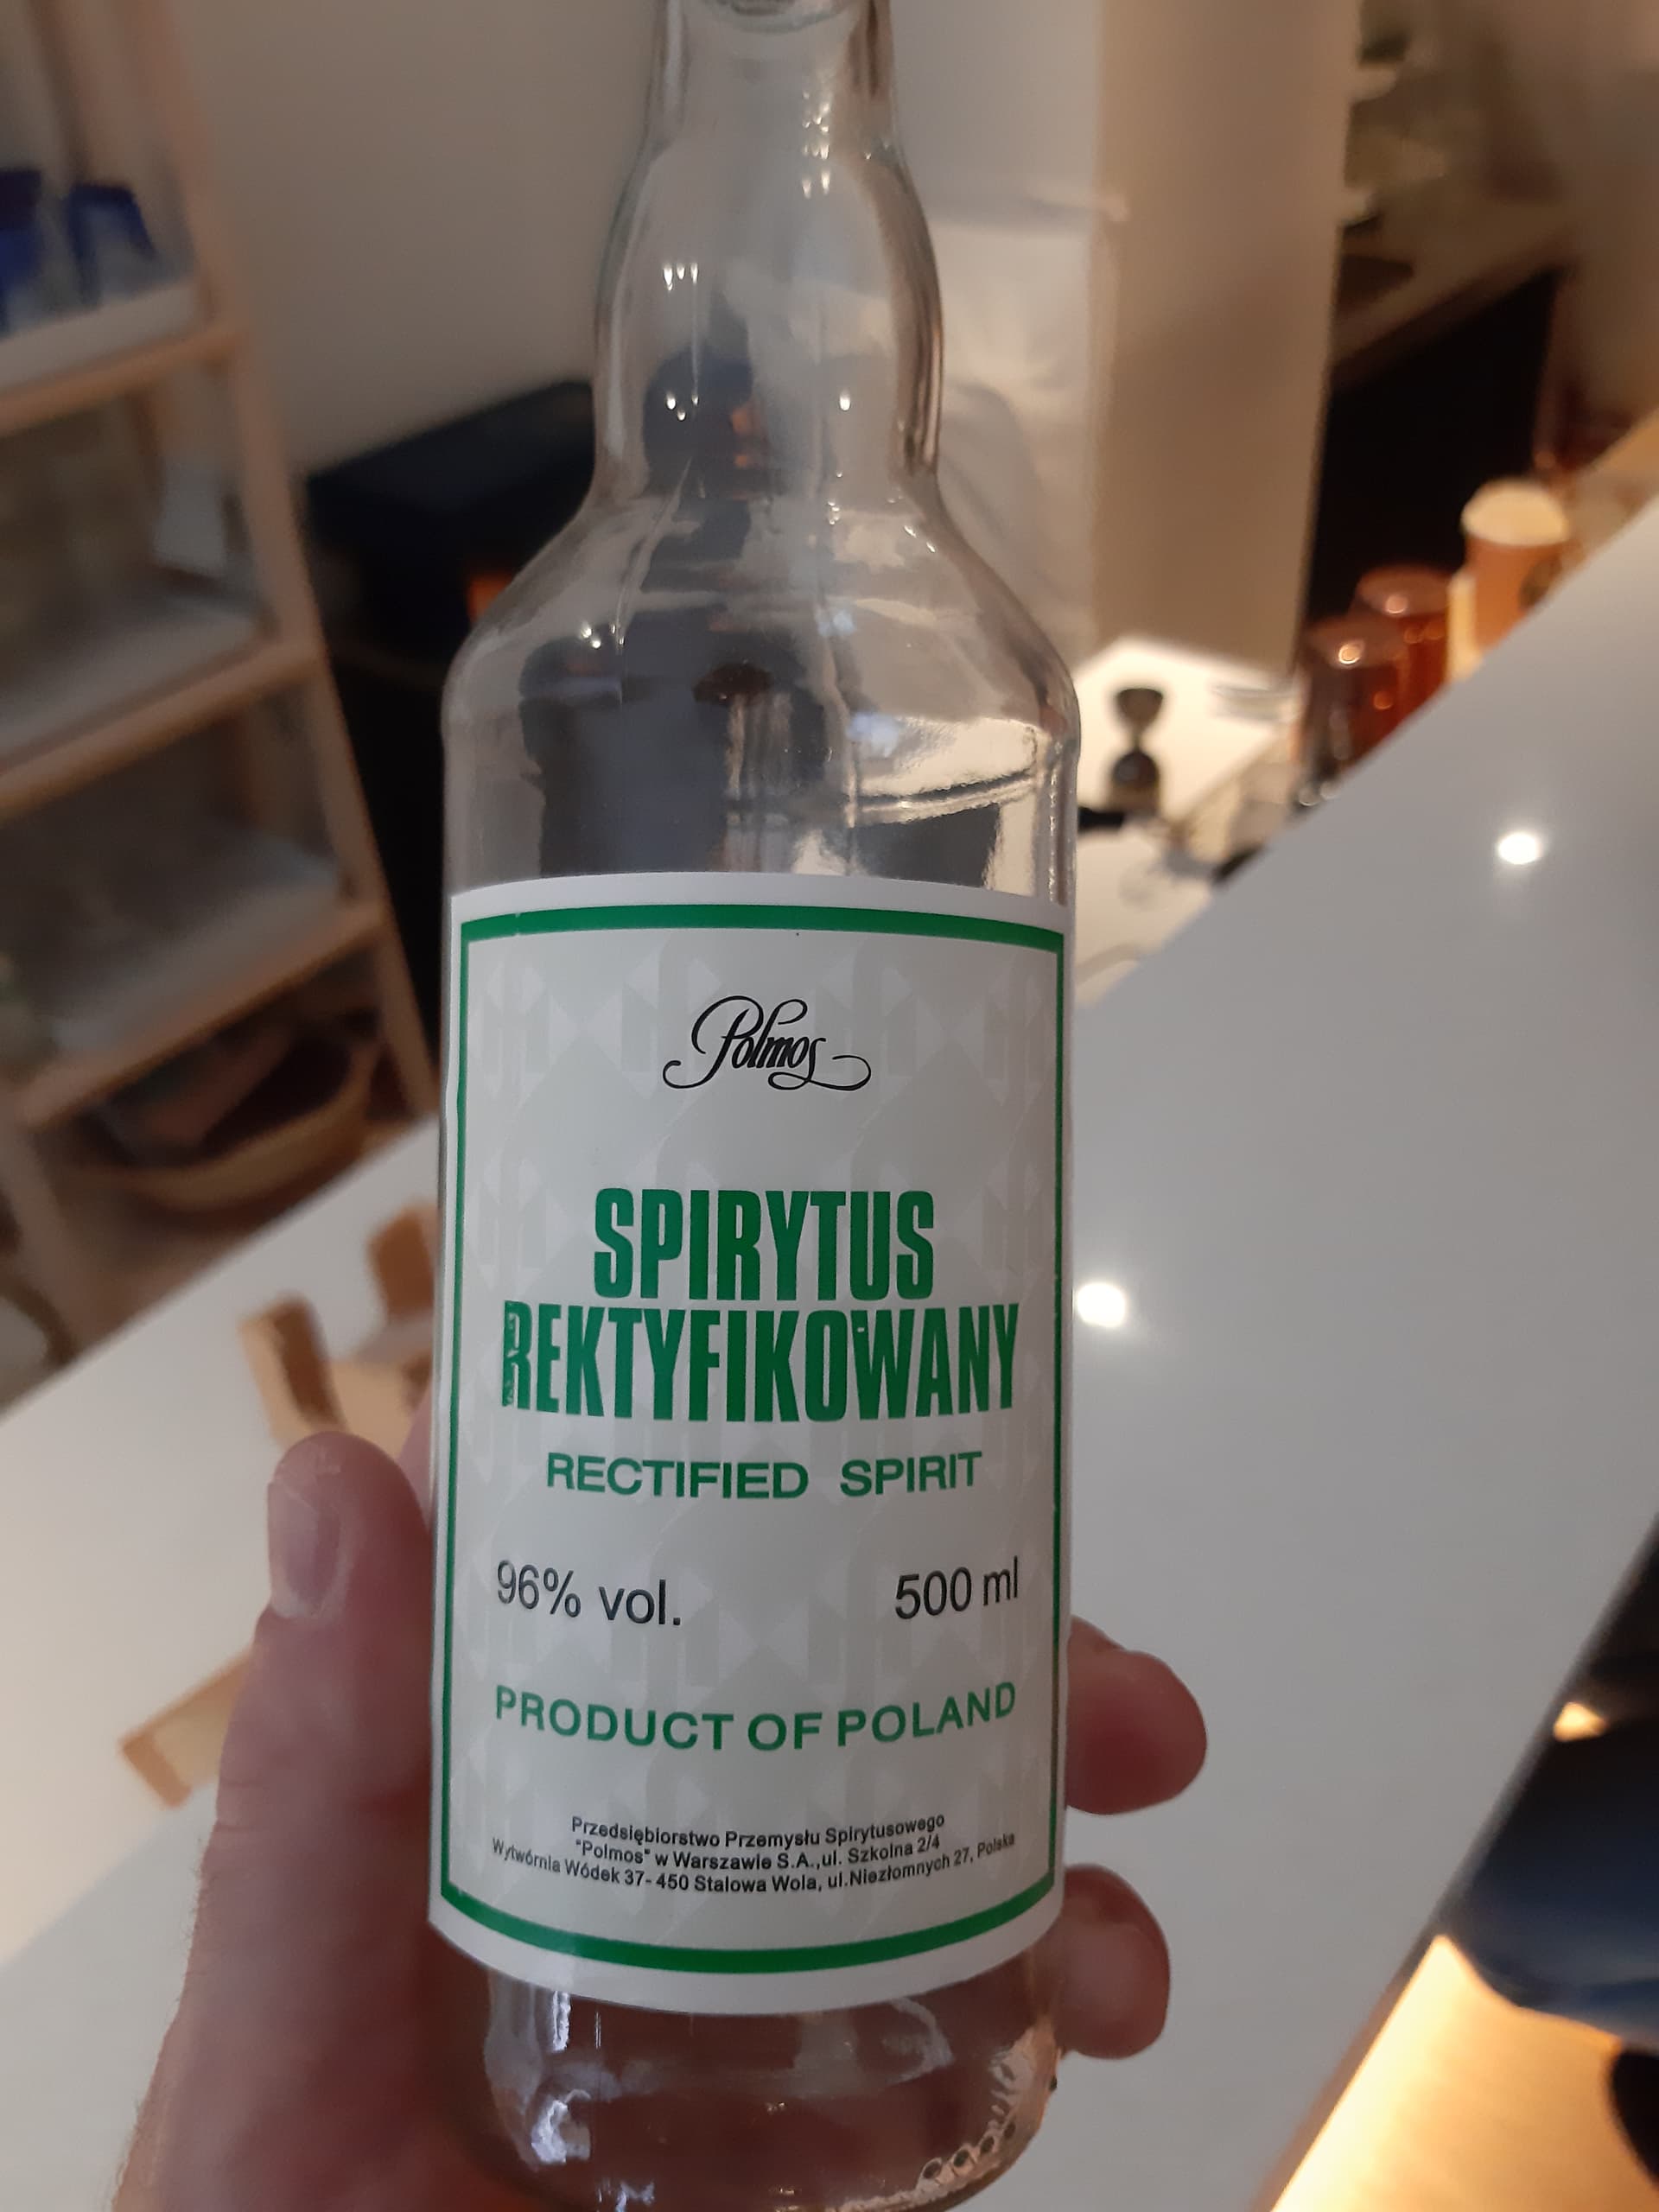 Polmos
SPIRYTUS
REKTYFIKOWANY
RECTIFIED SPIRIT
96% vol. 500 ml
PRODUCT OF POLAND
Przedsiębiorstwo Przemysłu Spirytusowego
"Polmos" w Warszawie S.A.,ul. Szkolna 2/4
Wytwórnia Wódek 37- 450 Stalowa Wola, ul.Niezłomnych 27, Polska